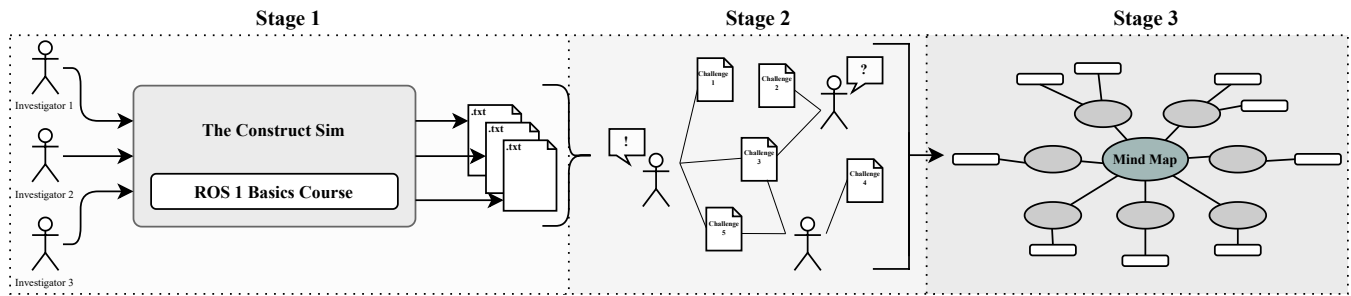 Stage 1
Stage 2
Stage 3
Investigator 1
Investigator 2
Investigator 3
The Construct Sim
ROS 1 Basics Course
.txt
.txt
.txt
!
?
Challenge
1
Challenge
2
Challenge
3
Challenge
4
Challenge
5
Mind Map